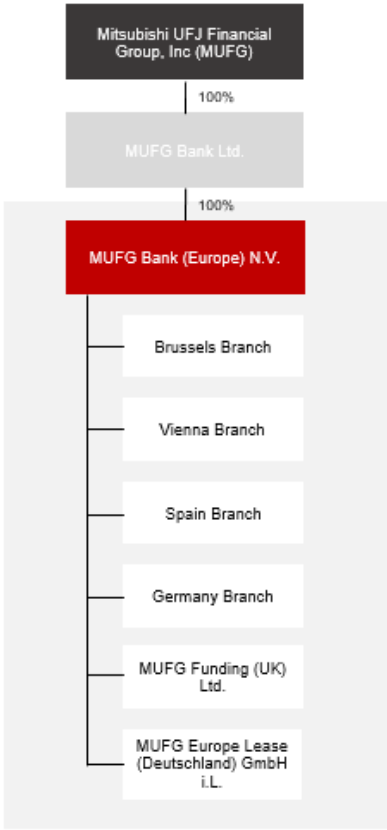 Mitsubishi UFJ Financial
Group, Inc (MUFG)
100%
MUFG Bank Ltd.
100%
MUFG Bank (Europe) N.V.
Brussels Branch
Vienna Branch
Spain Branch
Germany Branch
MUFG Funding (UK)
Ltd.
MUFG Europe Lease
(Deutschland) GmbH
i.L.